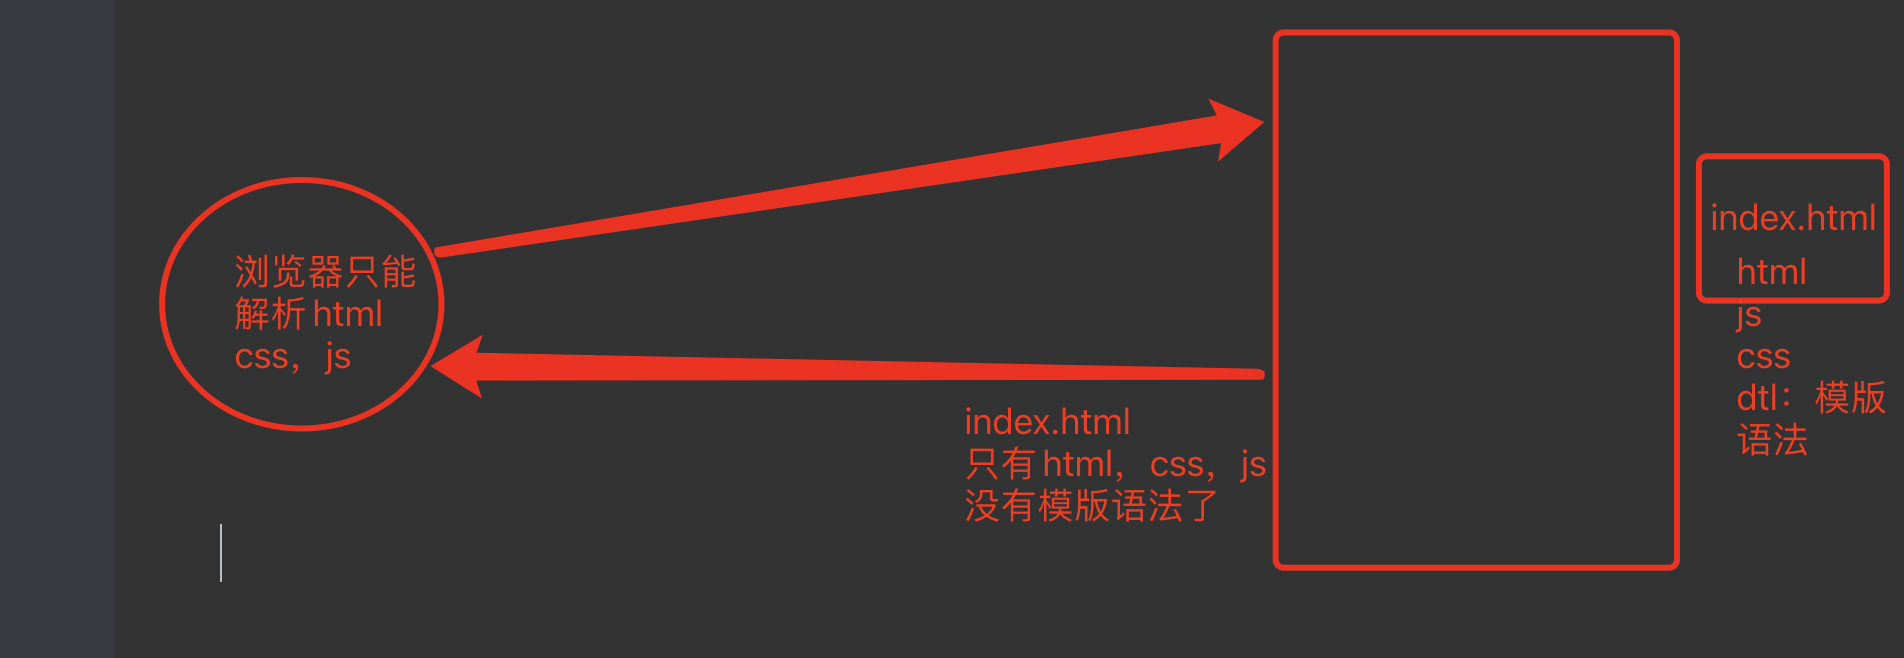 浏览器只能
解析 html
css， js
index.html
只有 html， css， js
没有模版语法了
index.html
html
js
css
dtl： 模版
语法